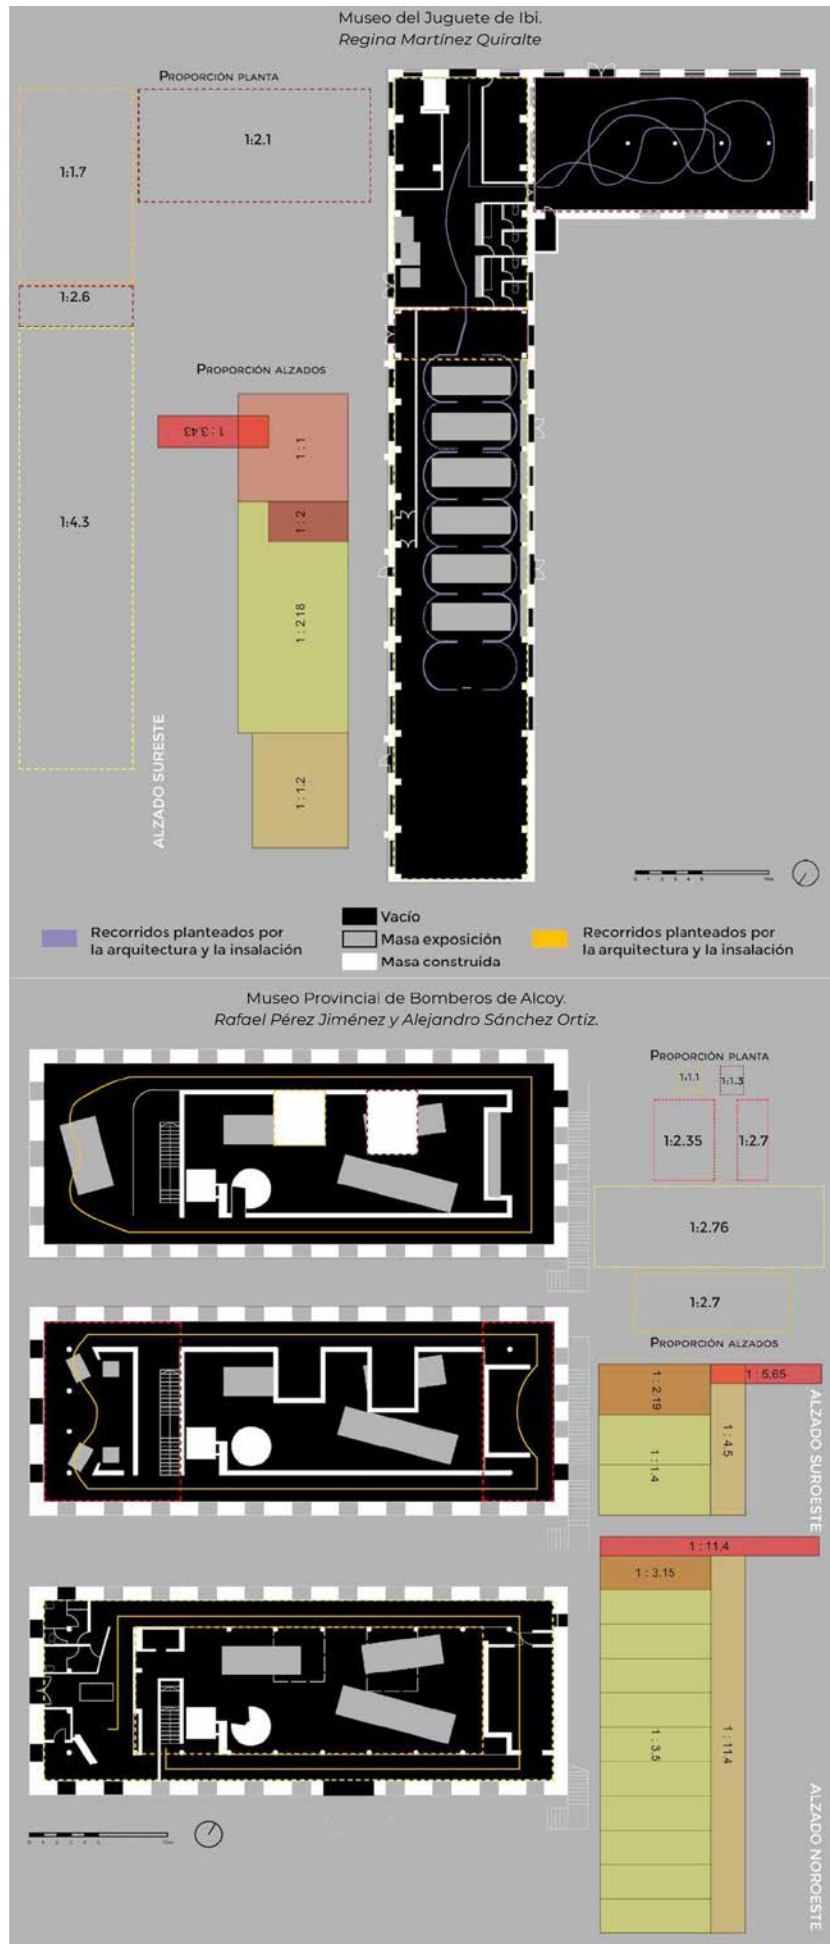 Museo del Juguete de Ibi.
Regina Martínez Quiralte
PROPORCIÓN PLANTA
1:2.1
1:1.7
1:2.6
1:4.3
PROPORCIÓN ALZADOS
1 : 3.43
1 : 1
1 : 2
1 : 2.18
1 : 1.2
ALZADO SURESTE
Recorridos planteados por
la arquitectura y la insalación
Vacío
Masa exposición
Masa construida
Recorridos planteados por
la arquitectura y la insalación
Museo Provincial de Bomberos de Alcoy.
Rafael Pérez Jiménez y Alejandro Sánchez Ortiz.
PROPORCIÓN PLANTA
1:1.1
1:1.3
1:2.35
1:2.7
1:2.76
1:2.7
PROPORCIÓN ALZADOS
1 : 2.19
1 : 5.65
1 : 4.5
1 : 1.4
ALZADO SUROESTE
1 : 11.4
1 : 3.15
1 : 3.5
1 : 11.4
ALZADO NOROESTE